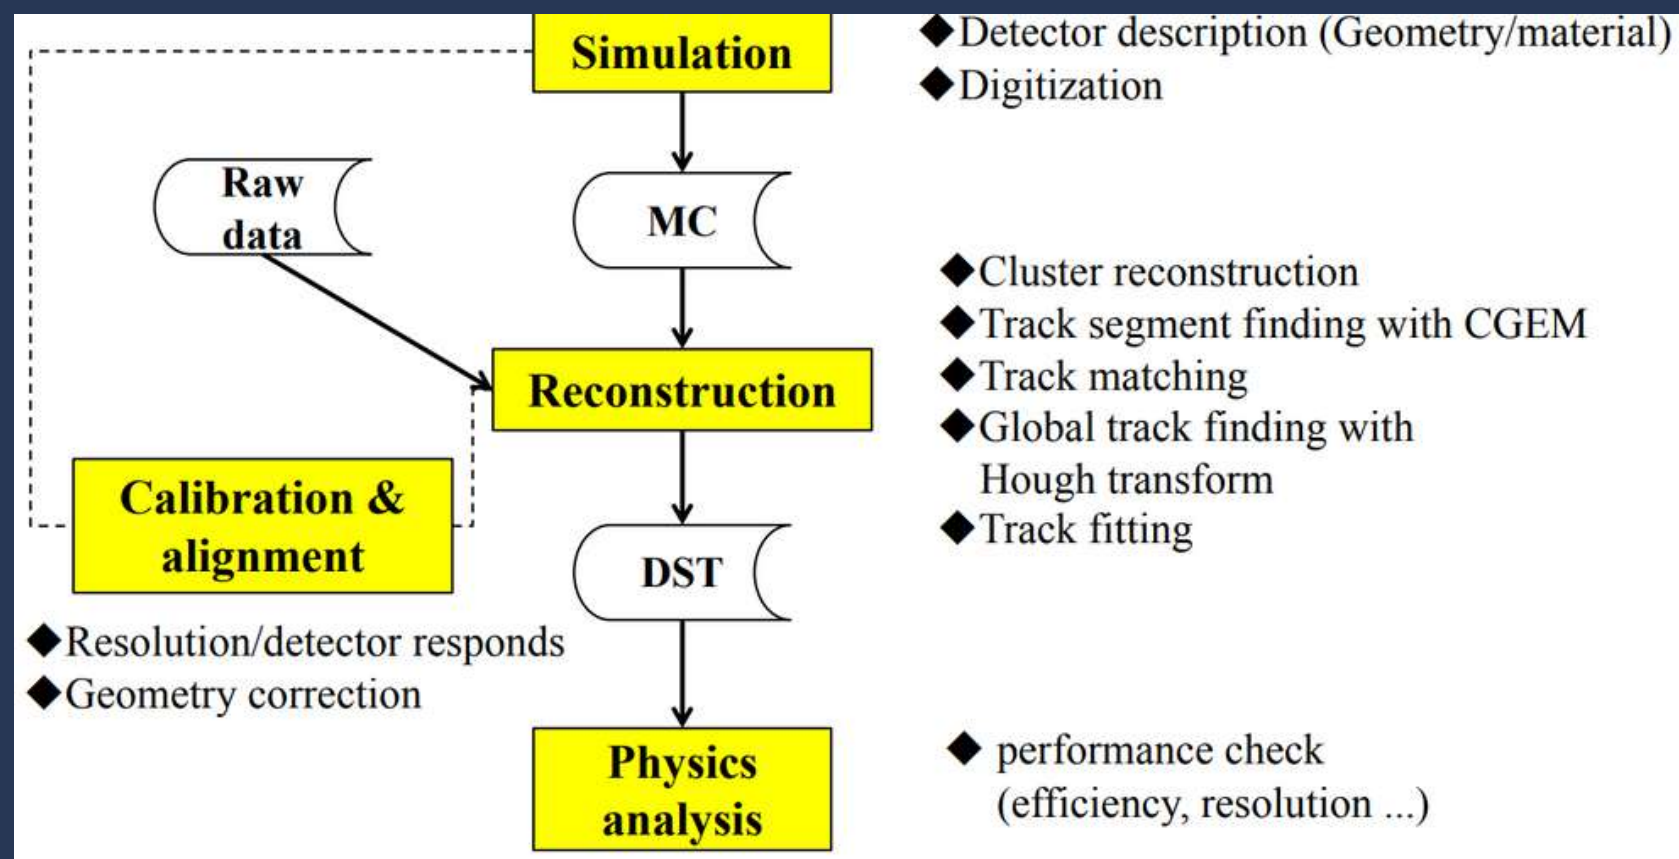 Simulation
◆Detector description (Geometry/material)
◆Digitization
Raw
data
MC
◆Cluster reconstruction
◆Track segment finding with CGEM
◆Track matching
◆Global track finding with
Hough transform
◆Track fitting
Reconstruction
Calibration &
alignment
DST
◆Resolution/detector responds
◆Geometry correction
Physics
analysis
◆ performance check
(efficiency, resolution ...)